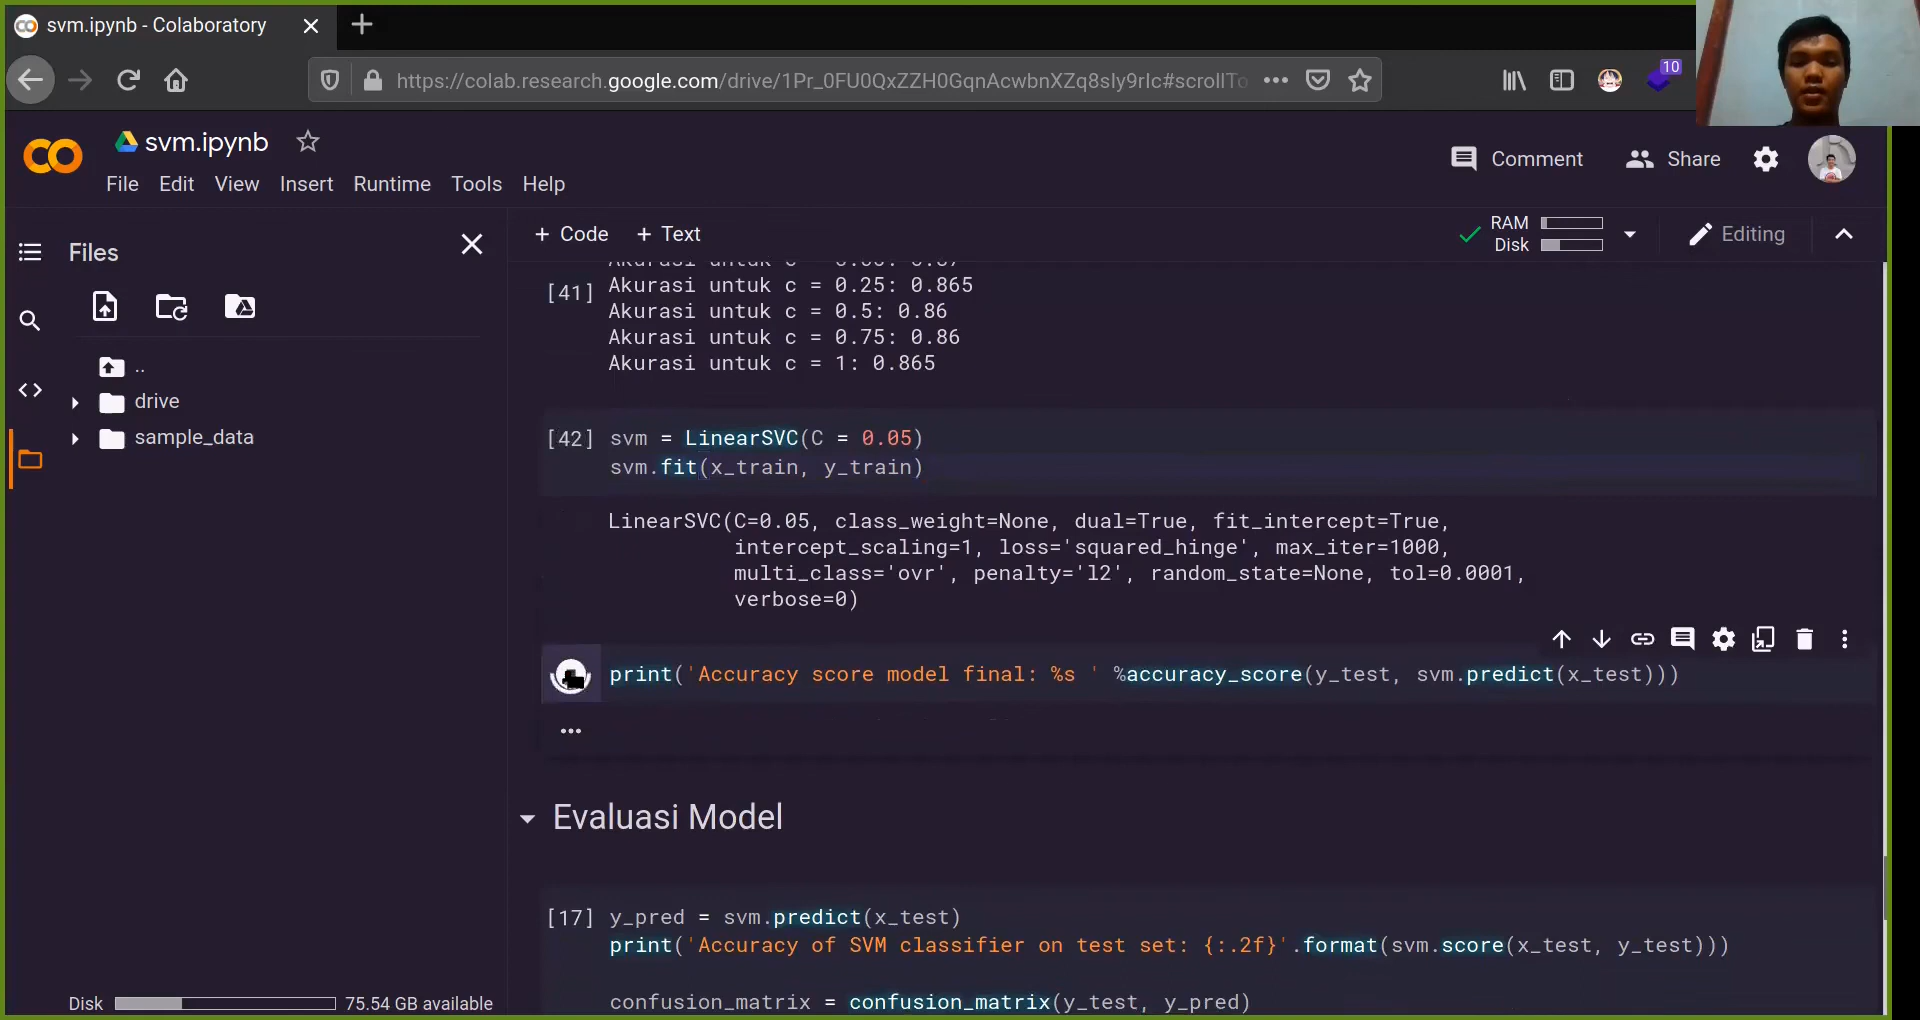 svm.ipynb - Colaboratory
https://colab.research.google.com/drive/1Pr_0FU0QxZZH0GqnAcwbnXZq8sIy9rIc#scrollTo
10
svm.ipynb
File Edit View Insert Runtime Tools Help
Comment
Share
+ Code + Text
RAM
Disk
Editing
Files
..
drive
sample_data
Disk 75.54 GB available
[41]
Akurasi untuk c = 0.25: 0.865
Akurasi untuk c = 0.5: 0.86
Akurasi untuk c = 0.75: 0.86
Akurasi untuk c = 1: 0.865
[42] svm = LinearSVC(C = 0.05)
svm.fit(x_train, y_train)
LinearSVC(C=0.05, class_weight=None, dual=True, fit_intercept=True,
intercept_scaling=1, loss='squared_hinge', max_iter=1000,
multi_class='ovr', penalty='l2', random_state=None, tol=0.0001,
verbose=0)
print('Accuracy score model final: %s ' %accuracy_score(y_test, svm.predict(x_test)))
...
Evaluasi Model
[17] y_pred = svm.predict(x_test)
print('Accuracy of SVM classifier on test set: {:.2f}'.format(svm.score(x_test, y_test)))
confusion_matrix = confusion_matrix(y_test, y_pred)